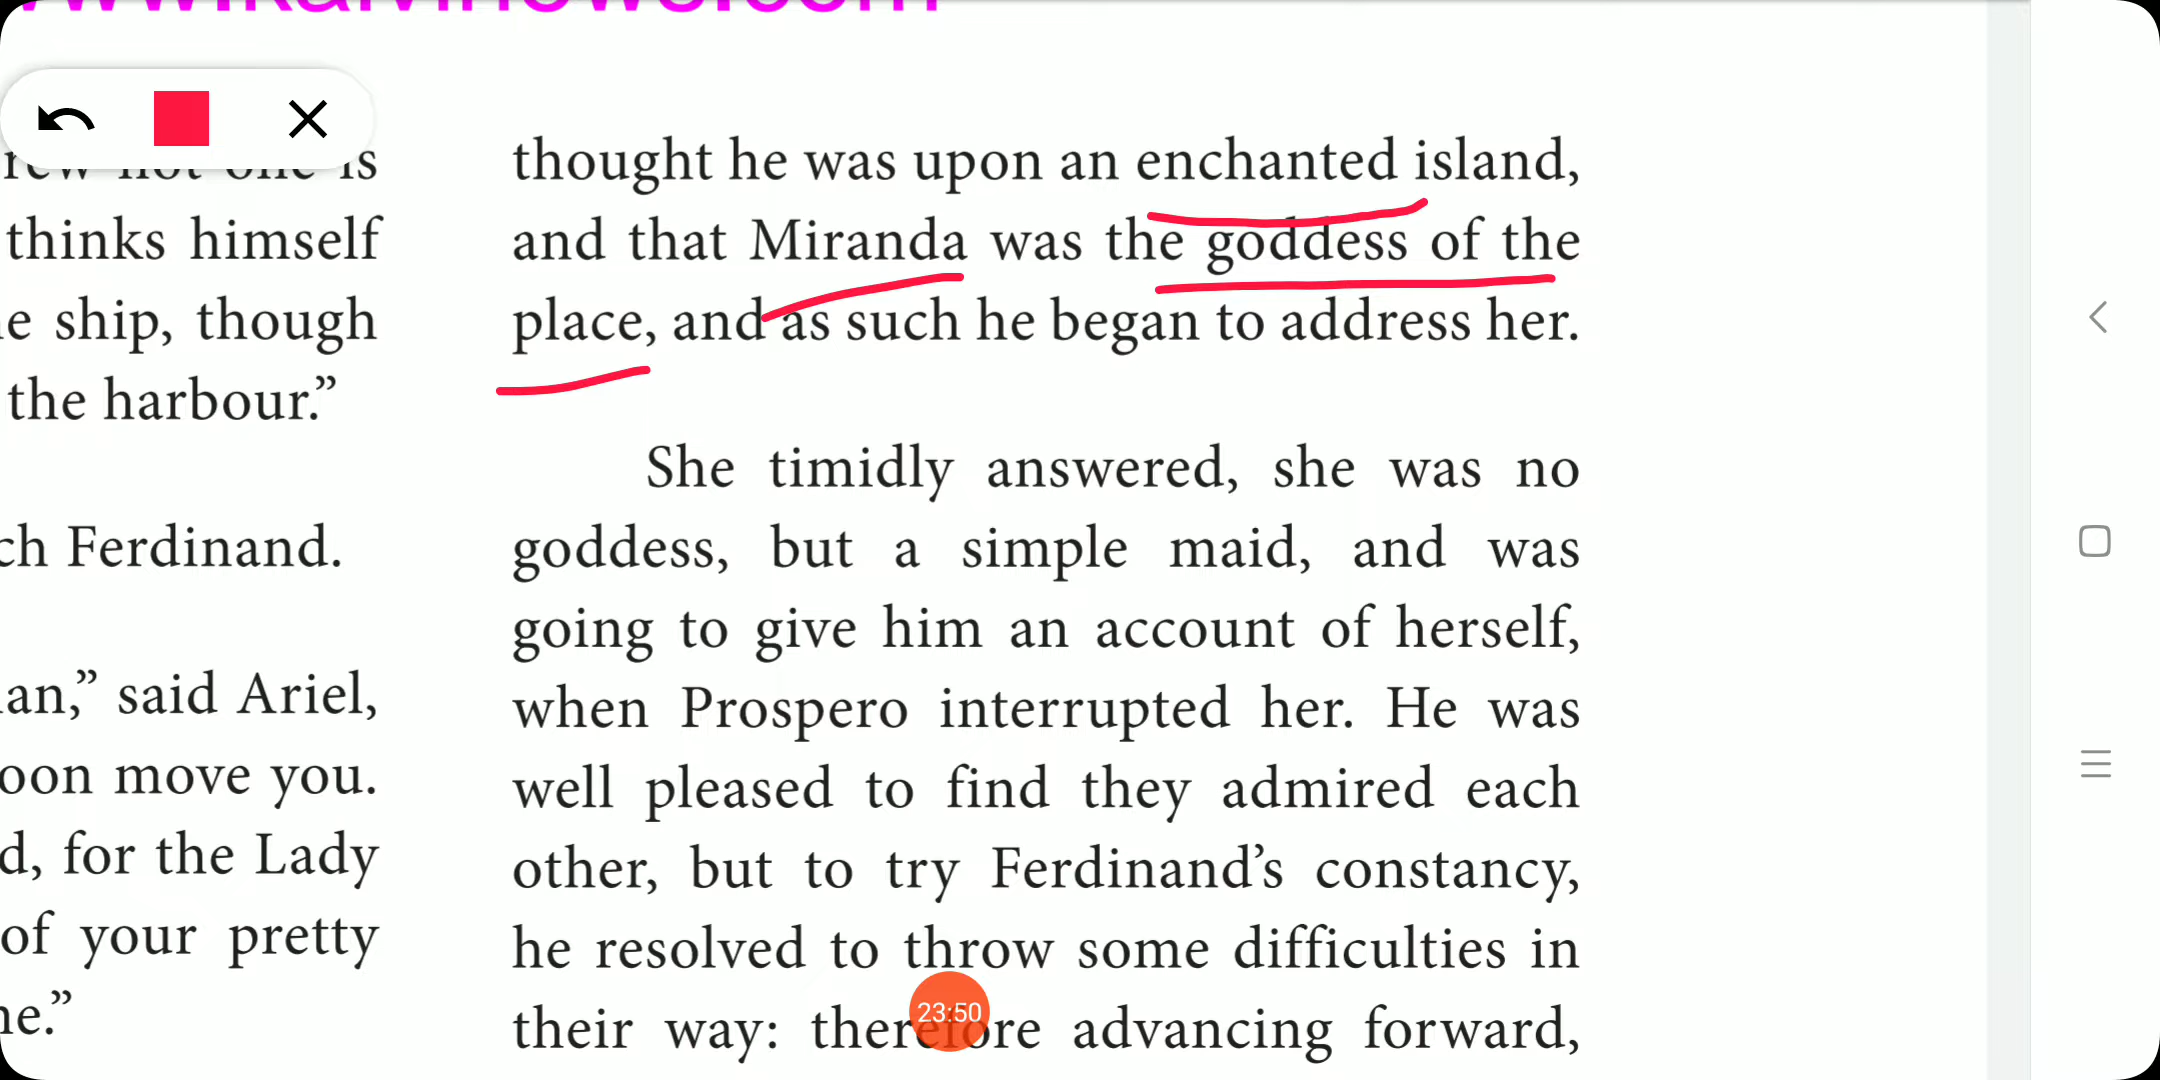 www.kalvinews.com
is
thinks himself
ship, though
the harbour.”
Ferdinand.
said Ariel,
move you.
for the Lady
of your pretty
thought he was upon an enchanted island,
and that Miranda was the goddess of the
place, and as such he began to address her.
She timidly answered, she was no
goddess, but a simple maid, and was
going to give him an account of herself,
when Prospero interrupted her. He was
well pleased to find they admired each
other, but to try Ferdinand’s constancy,
he resolved to throw some difficulties in
their way: therefore advancing forward,
23:50